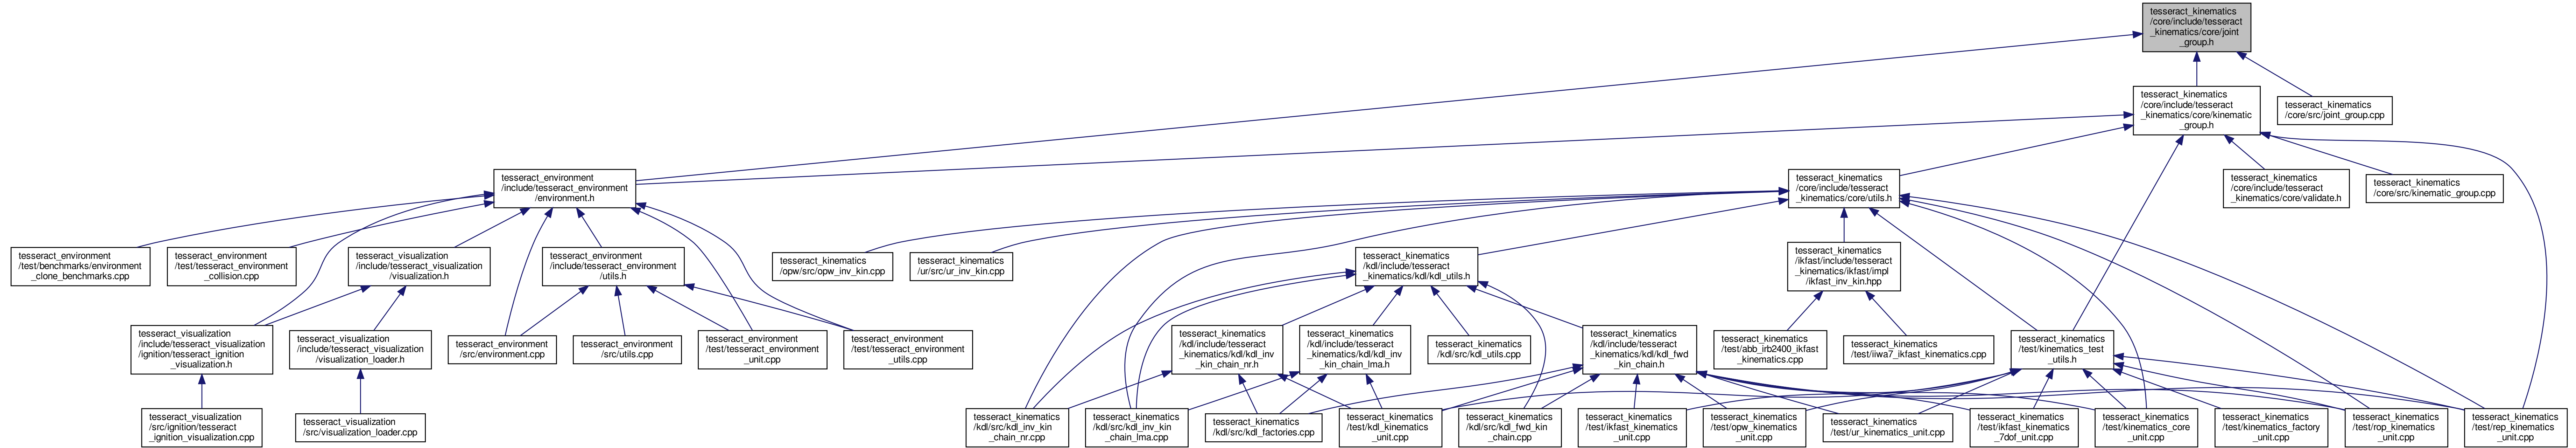 tesseract_kinematics
/core/include/tesseract
_kinematics/core/joint
_group.h
tesseract_kinematics
/core/include/tesseract
_kinematics/core/kinematic
_group.h
tesseract_kinematics
/core/src/joint_group.cpp
tesseract_environment
/include/tesseract_environment
/environment.h
tesseract_kinematics
/core/include/tesseract
_kinematics/core/utils.h
tesseract_kinematics
/core/include/tesseract
_kinematics/core/validate.h
tesseract_kinematics
/core/src/kinematic_group.cpp
tesseract_environment
/test/benchmarks/environment
_clone_benchmarks.cpp
tesseract_environment
/test/tesseract_environment
_collision.cpp
tesseract_visualization
/include/tesseract_visualization
/visualization.h
tesseract_environment
/include/tesseract_environment
/utils.h
tesseract_kinematics
/opw/src/opw_inv_kin.cpp
tesseract_kinematics
/ur/src/ur_inv_kin.cpp
tesseract_kinematics
/kdl/include/tesseract
_kinematics/kdl/kdl_utils.h
tesseract_kinematics
/ikfast/include/tesseract
_kinematics/ikfast/impl
/ikfast_inv_kin.hpp
tesseract_visualization
/include/tesseract_visualization
/ignition/tesseract_ignition
_visualization.h
tesseract_visualization
/include/tesseract_visualization
/visualization_loader.h
tesseract_environment
/src/environment.cpp
tesseract_environment
/src/utils.cpp
tesseract_environment
/test/tesseract_environment
_unit.cpp
tesseract_environment
/test/tesseract_environment
_utils.cpp
tesseract_kinematics
/kdl/include/tesseract
_kinematics/kdl/kdl_inv
_kin_chain_nr.h
tesseract_kinematics
/kdl/include/tesseract
_kinematics/kdl/kdl_inv
_kin_chain_lma.h
tesseract_kinematics
/kdl/src/kdl_utils.cpp
tesseract_kinematics
/kdl/include/tesseract
_kinematics/kdl/kdl_fwd
_kin_chain.h
tesseract_kinematics
/test/abb_irb2400_ikfast
_kinematics.cpp
tesseract_kinematics
/test/iiwa7_ikfast_kinematics.cpp
tesseract_kinematics
/test/kinematics_test
_utils.h
tesseract_visualization
/src/ignition/tesseract
_ignition_visualization.cpp
tesseract_visualization
/src/visualization_loader.cpp
tesseract_kinematics
/kdl/src/kdl_inv_kin
_chain_nr.cpp
tesseract_kinematics
/kdl/src/kdl_inv_kin
_chain_lma.cpp
tesseract_kinematics
/kdl/src/kdl_factories.cpp
tesseract_kinematics
/test/kdl_kinematics
_unit.cpp
tesseract_kinematics
/kdl/src/kdl_fwd_kin
_chain.cpp
tesseract_kinematics
/test/ikfast_kinematics
_unit.cpp
tesseract_kinematics
/test/opw_kinematics
_unit.cpp
tesseract_kinematics
/test/ur_kinematics_unit.cpp
tesseract_kinematics
/test/ikfast_kinematics
_7dof_unit.cpp
tesseract_kinematics
/test/kinematics_core
_unit.cpp
tesseract_kinematics
/test/kinematics_factory
_unit.cpp
tesseract_kinematics
/test/rop_kinematics
_unit.cpp
tesseract_kinematics
/test/rep_kinematics
_unit.cpp